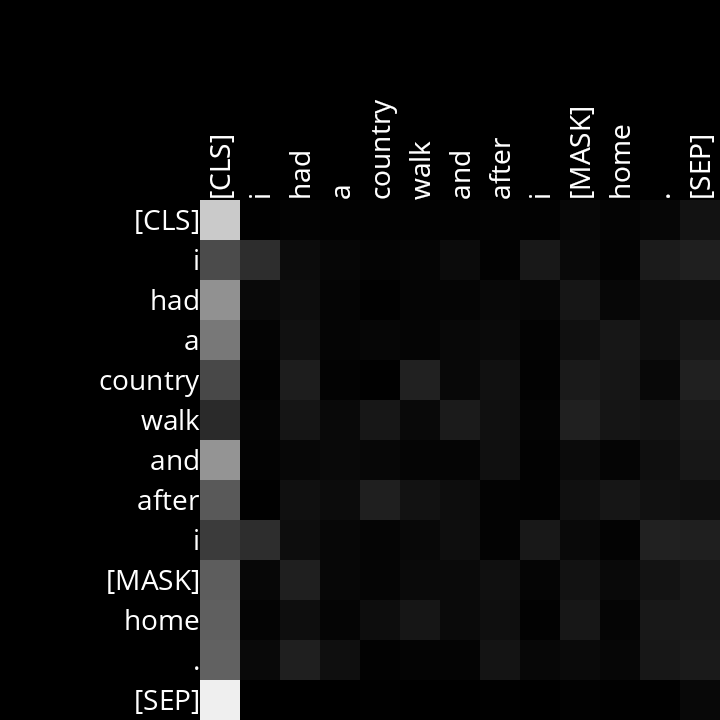 [CLS] i had a country walk and after i [MASK] home . [SEP]
[CLS]
i
had
a
country
walk
and
after
i
[MASK]
home
.
[SEP]